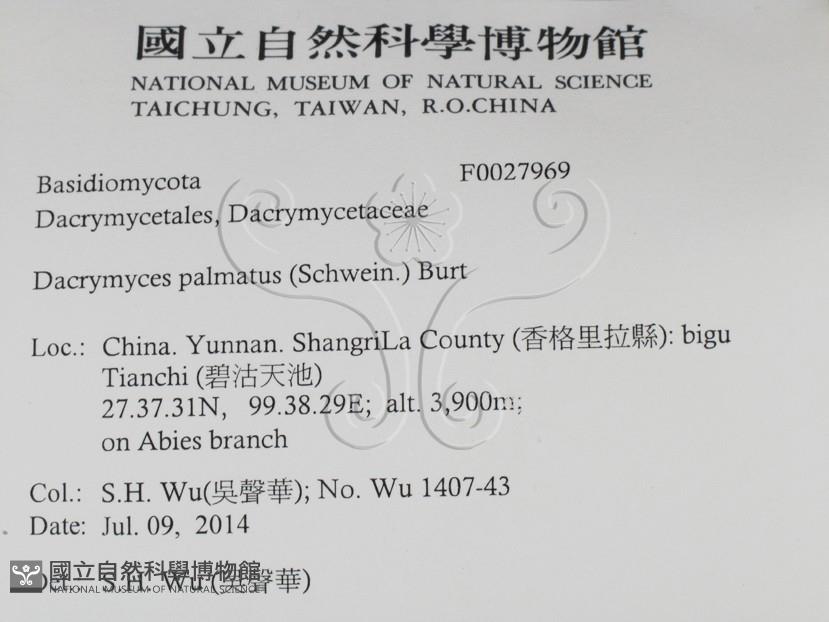 國立自然科學博物館
NATIONAL MUSEUM OF NATURAL SCIENCE
TAICHUNG, TAIWAN, R.O.CHINA
Basidiomycota F0027969
Dacrymycetales, Dacrymycetaceae
Dacrymyces palmatus (Schwein.) Burt
Loc.: China. Yunnan. ShangriLa County (香格里拉縣): bigu
Tianchi (碧沽天池)
27.37.31N, 99.38.29E; alt. 3,900m;
on Abies branch
Col.: S.H. Wu(吳聲華); No. Wu 1407-43
Date: Jul. 09, 2014
S.H. Wu (吳聲華)
國立自然科學博物館
NATIONAL MUSEUM OF NATURAL SCIENCE